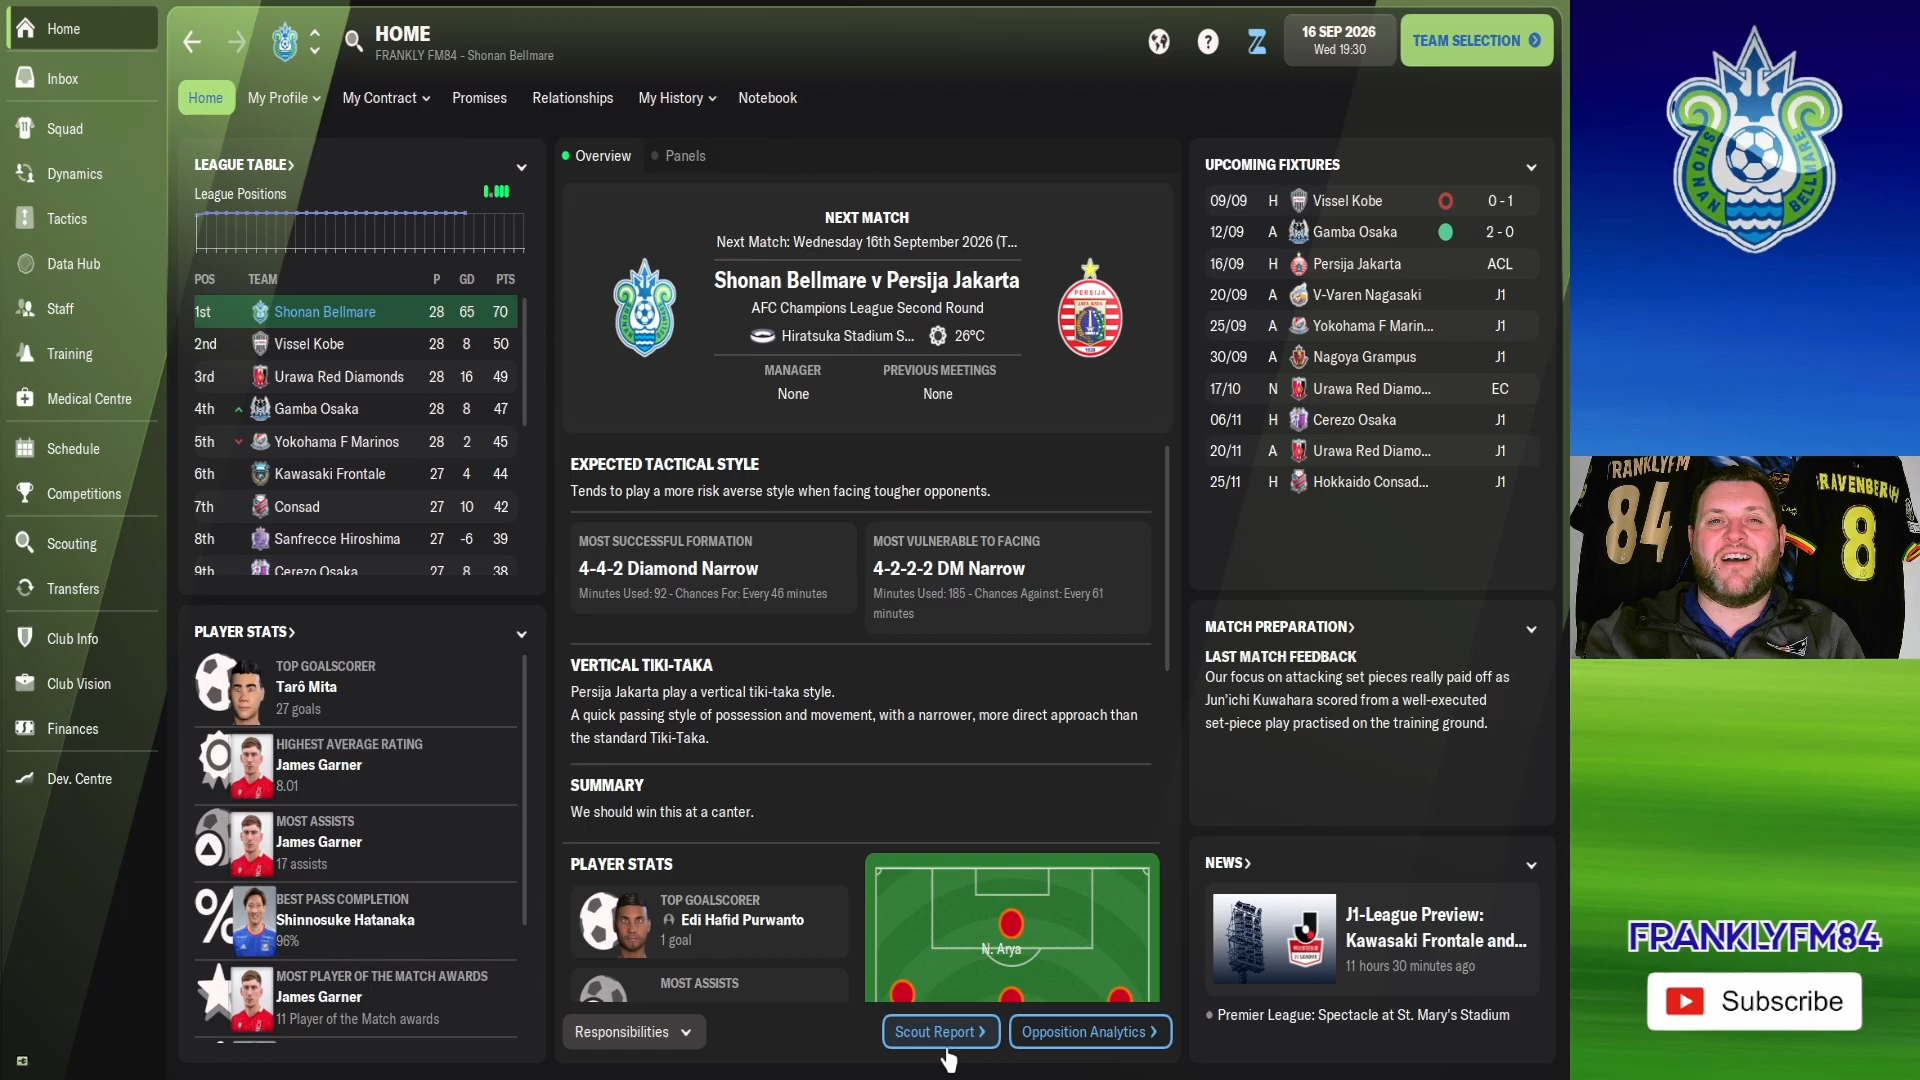 Home
Inbox
Squad
Dynamics
Tactics
Data Hub
Staff
Training
Medical Centre
Schedule
Competitions
Scouting
Transfers
Club Info
Club Vision
Finances
Dev. Centre
HOME
FRANKLY FM84 - Shonan Bellmare
16 SEP 2026
Wed 19:30
TEAM SELECTION
Home
My Profile
My Contract
Promises
Relationships
My History
Notebook
LEAGUE TABLE>
League Positions
POS TEAM P GD PTS
1st Shonan Bellmare 28 65 70
2nd Vissel Kobe 28 8 50
3rd Urawa Red Diamonds 28 16 49
4th Gamba Osaka 28 8 47
5th Yokohama F Marinos 28 2 45
6th Kawasaki Frontale 27 4 44
7th Consad 27 10 42
8th Sanfrecce Hiroshima 27 -6 39
9th Cerezo Osaka 27 8 38
PLAYER STATS>
TOP GOALSCORER
Tarô Mita
27 goals
HIGHEST AVERAGE RATING
James Garner
8.01
MOST ASSISTS
James Garner
17 assists
BEST PASS COMPLETION
Shinnosuke Hatanaka
96%
MOST PLAYER OF THE MATCH AWARDS
James Garner
11 Player of the Match awards
Overview
Panels
NEXT MATCH
Next Match: Wednesday 16th September 2026 (T...
Shonan Bellmare v Persija Jakarta
AFC Champions League Second Round
Hiratsuka Stadium S... 26°C
MANAGER PREVIOUS MEETINGS
None None
PERSIJA
EXPECTED TACTICAL STYLE
Tends to play a more risk averse style when facing tougher opponents.
MOST SUCCESSFUL FORMATION
4-4-2 Diamond Narrow
Minutes Used: 92 - Chances For: Every 46 minutes
MOST VULNERABLE TO FACING
4-2-2-2 DM Narrow
Minutes Used: 185 - Chances Against: Every 61
minutes
VERTICAL TIKI-TAKA
Persija Jakarta play a vertical tiki-taka style.
A quick passing style of possession and movement, with a narrower, more direct approach than
the standard Tiki-Taka.
SUMMARY
We should win this at a canter.
PLAYER STATS
TOP GOALSCORER
Edi Hafid Purwanto
1 goal
MOST ASSISTS
N. Arya
Responsibilities
Scout Report >
Opposition Analytics >
UPCOMING FIXTURES
09/09 H Vissel Kobe 0 - 1
12/09 A Gamba Osaka 2 - 0
16/09 H Persija Jakarta ACL
20/09 A V-Varen Nagasaki J1
25/09 A Yokohama F Marin... J1
30/09 A Nagoya Grampus J1
17/10 N Urawa Red Diamo... EC
06/11 H Cerezo Osaka J1
20/11 A Urawa Red Diamo... J1
25/11 H Hokkaido Consad... J1
MATCH PREPARATION>
LAST MATCH FEEDBACK
Our focus on attacking set pieces really paid off as
Jun'ichi Kuwahara scored from a well-executed
set-piece play practised on the training ground.
NEWS>
J1-League Preview:
Kawasaki Frontale and...
11 hours 30 minutes ago
Premier League: Spectacle at St. Mary's Stadium
SHONAN BELLMARE
FRANKLYFM
84
RAVENBERCH
8
FRANKLYFM84
Subscribe